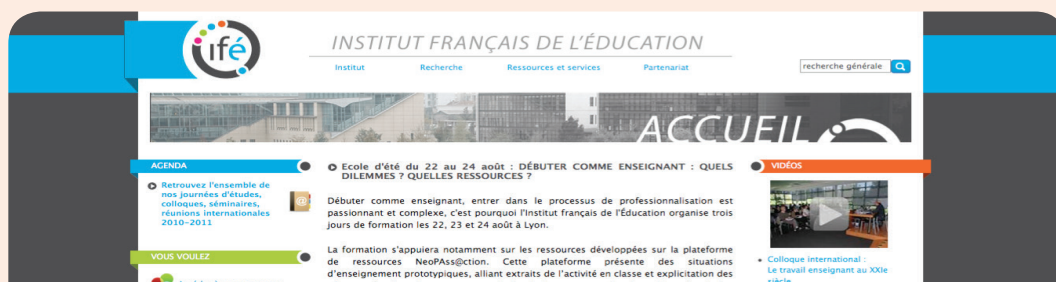 ifé
INSTITUT FRANÇAIS DE L'ÉDUCATION
Institut Recherche Ressources et services Partenariat
recherche générale
ACCUEIL
AGENDA
Retrouvez l'ensemble de
nos journées d'études,
colloques, séminaires,
réunions internationales
2010-2011
VOUS VOULEZ
Ecole d'été du 22 au 24 août : DÉBUTER COMME ENSEIGNANT : QUELS
DILEMMES ? QUELLES RESSOURCES ?
Débuter comme enseignant, entrer dans le processus de professionnalisation est
passionnant et complexe, c'est pourquoi l'Institut français de l'Éducation organise trois
jours de formation les 22, 23 et 24 août à Lyon.
La formation s'appuiera notamment sur les ressources développées sur la plateforme
de ressources NeoPAss@ction. Cette plateforme présente des situations
d'enseignement prototypiques, alliant extraits de l'activité en classe et explicitation des
VIDÉOS
Colloque international :
Le travail enseignant au XXIe
siècle